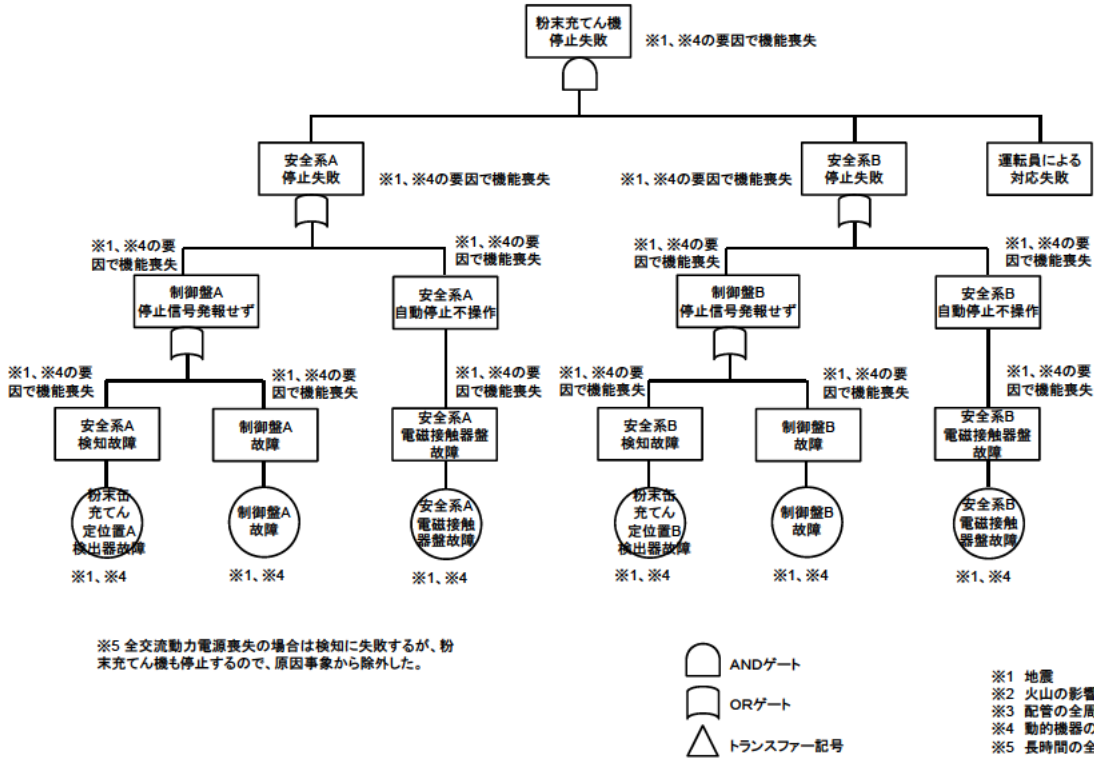 粉末充てん機
停止失敗
※1、※4の要因で機能喪失
安全系A
停止失敗
※1、※4の要因で機能喪失
※1、※4の要因で機能喪失
安全系B
停止失敗
運転員による
対応失敗
※1、※4の要
因で機能喪失
※1、※4の要
因で機能喪失
※1、※4の要
因で機能喪失
※1、※4の要
因で機能喪失
制御盤A
停止信号発報せず
安全系A
自動停止不操作
制御盤B
停止信号発報せず
安全系B
自動停止不操作
※1、※4の要
因で機能喪失
※1、※4の要
因で機能喪失
※1、※4の要
因で機能喪失
※1、※4の要
因で機能喪失
※1、※4の要
因で機能喪失
※1、※4の要
因で機能喪失
安全系A
検知故障
制御盤A
故障
安全系A
電磁接触器盤
故障
安全系B
検知故障
制御盤B
故障
安全系B
電磁接触器盤
故障
粉末缶
充てん
定位置A
検出器故障
制御盤A
故障
安全系A
電磁接触
器盤故障
粉末缶
充てん
定位置B
検出器故障
制御盤B
故障
安全系B
電磁接触
器盤故障
※1、※4
※1、※4
※1、※4
※1、※4
※1、※4
※1、※4
※5 全交流動力電源喪失の場合は検知に失敗するが、粉
末充てん機も停止するので、原因事象から除外した。
ANDゲート
ORゲート
トランスファー記号
※1 地震
※2 火山の影響
※3 配管の全周
※4 動的機器の
※5 長時間の全